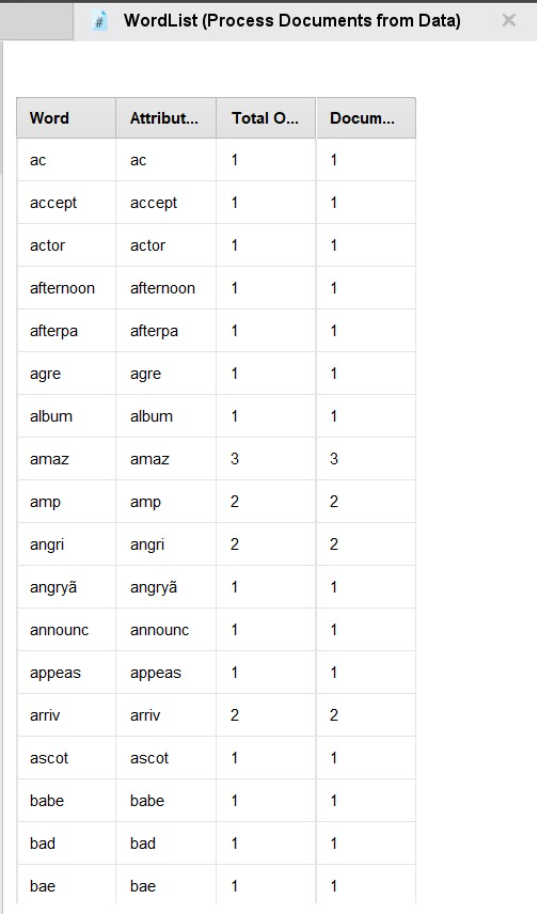 # WordList (Process Documents from Data) ×
Word Attribut... Total O... Docum...
ac ac 1 1
accept accept 1 1
actor actor 1 1
afternoon afternoon 1 1
afterpa afterpa 1 1
agre agre 1 1
album album 1 1
amaz amaz 3 3
amp amp 2 2
angri angri 2 2
angryã angryã 1 1
announc announc 1 1
appeas appeas 1 1
arriv arriv 2 2
ascot ascot 1 1
babe babe 1 1
bad bad 1 1
bae bae 1 1